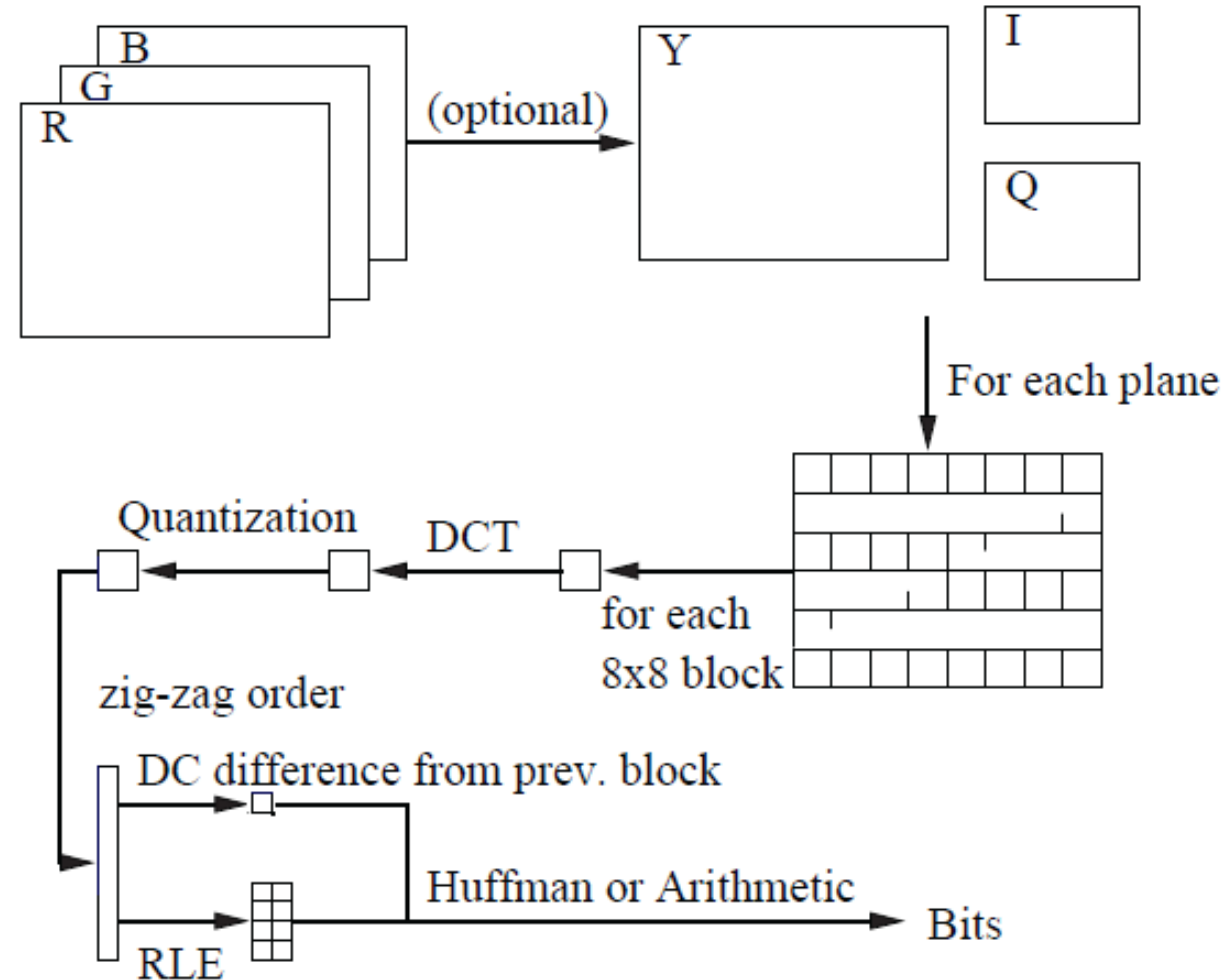 B
G
R
(optional)
Y
I
Q
For each plane
Quantization
DCT
for each
8x8 block
zig-zag order
DC difference from prev. block
Huffman or Arithmetic
Bits
RLE